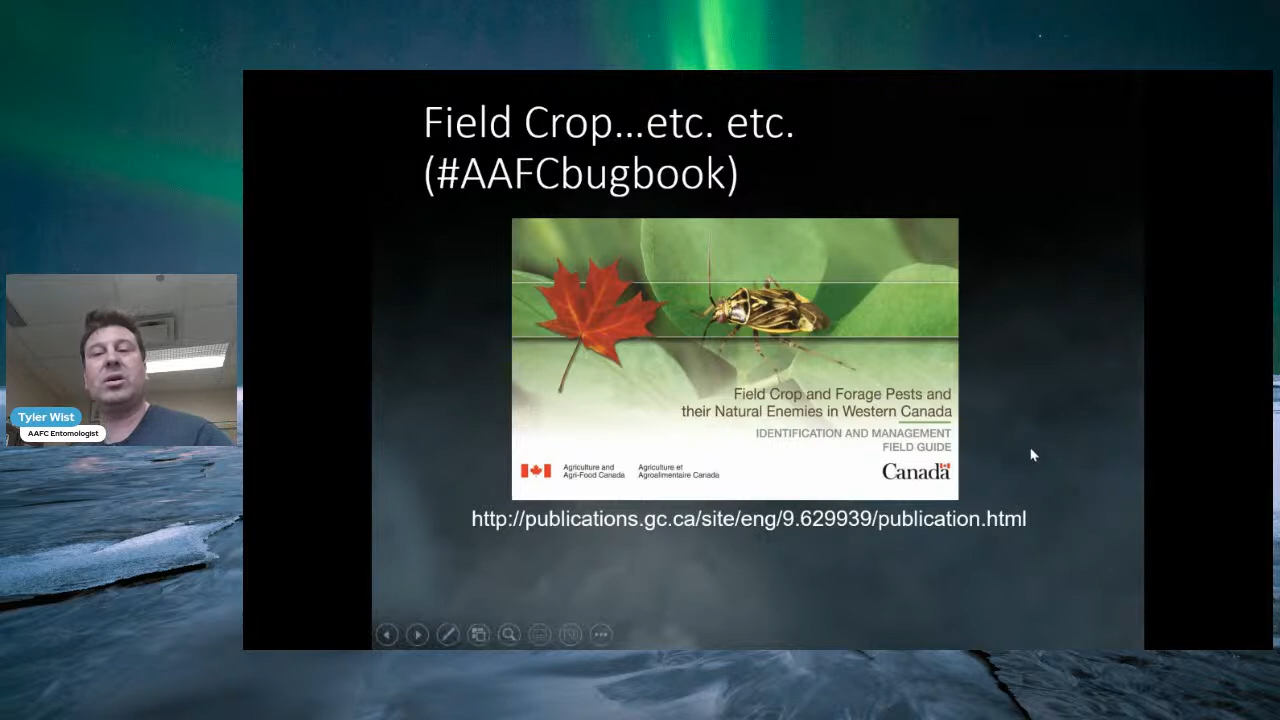 Field Crop...etc. etc.
(#AAFCbugbook)
Field Crop and Forage Pests and
their Natural Enemies in Western Canada
IDENTIFICATION AND MANAGEMENT
FIELD GUIDE
Agriculture and
Agri-Food Canada
Agriculture et
Agroalimentaire Canada
Canada
http://publications.gc.ca/site/eng/9.629939/publication.html
Tyler Wist
AAFC Entomologist